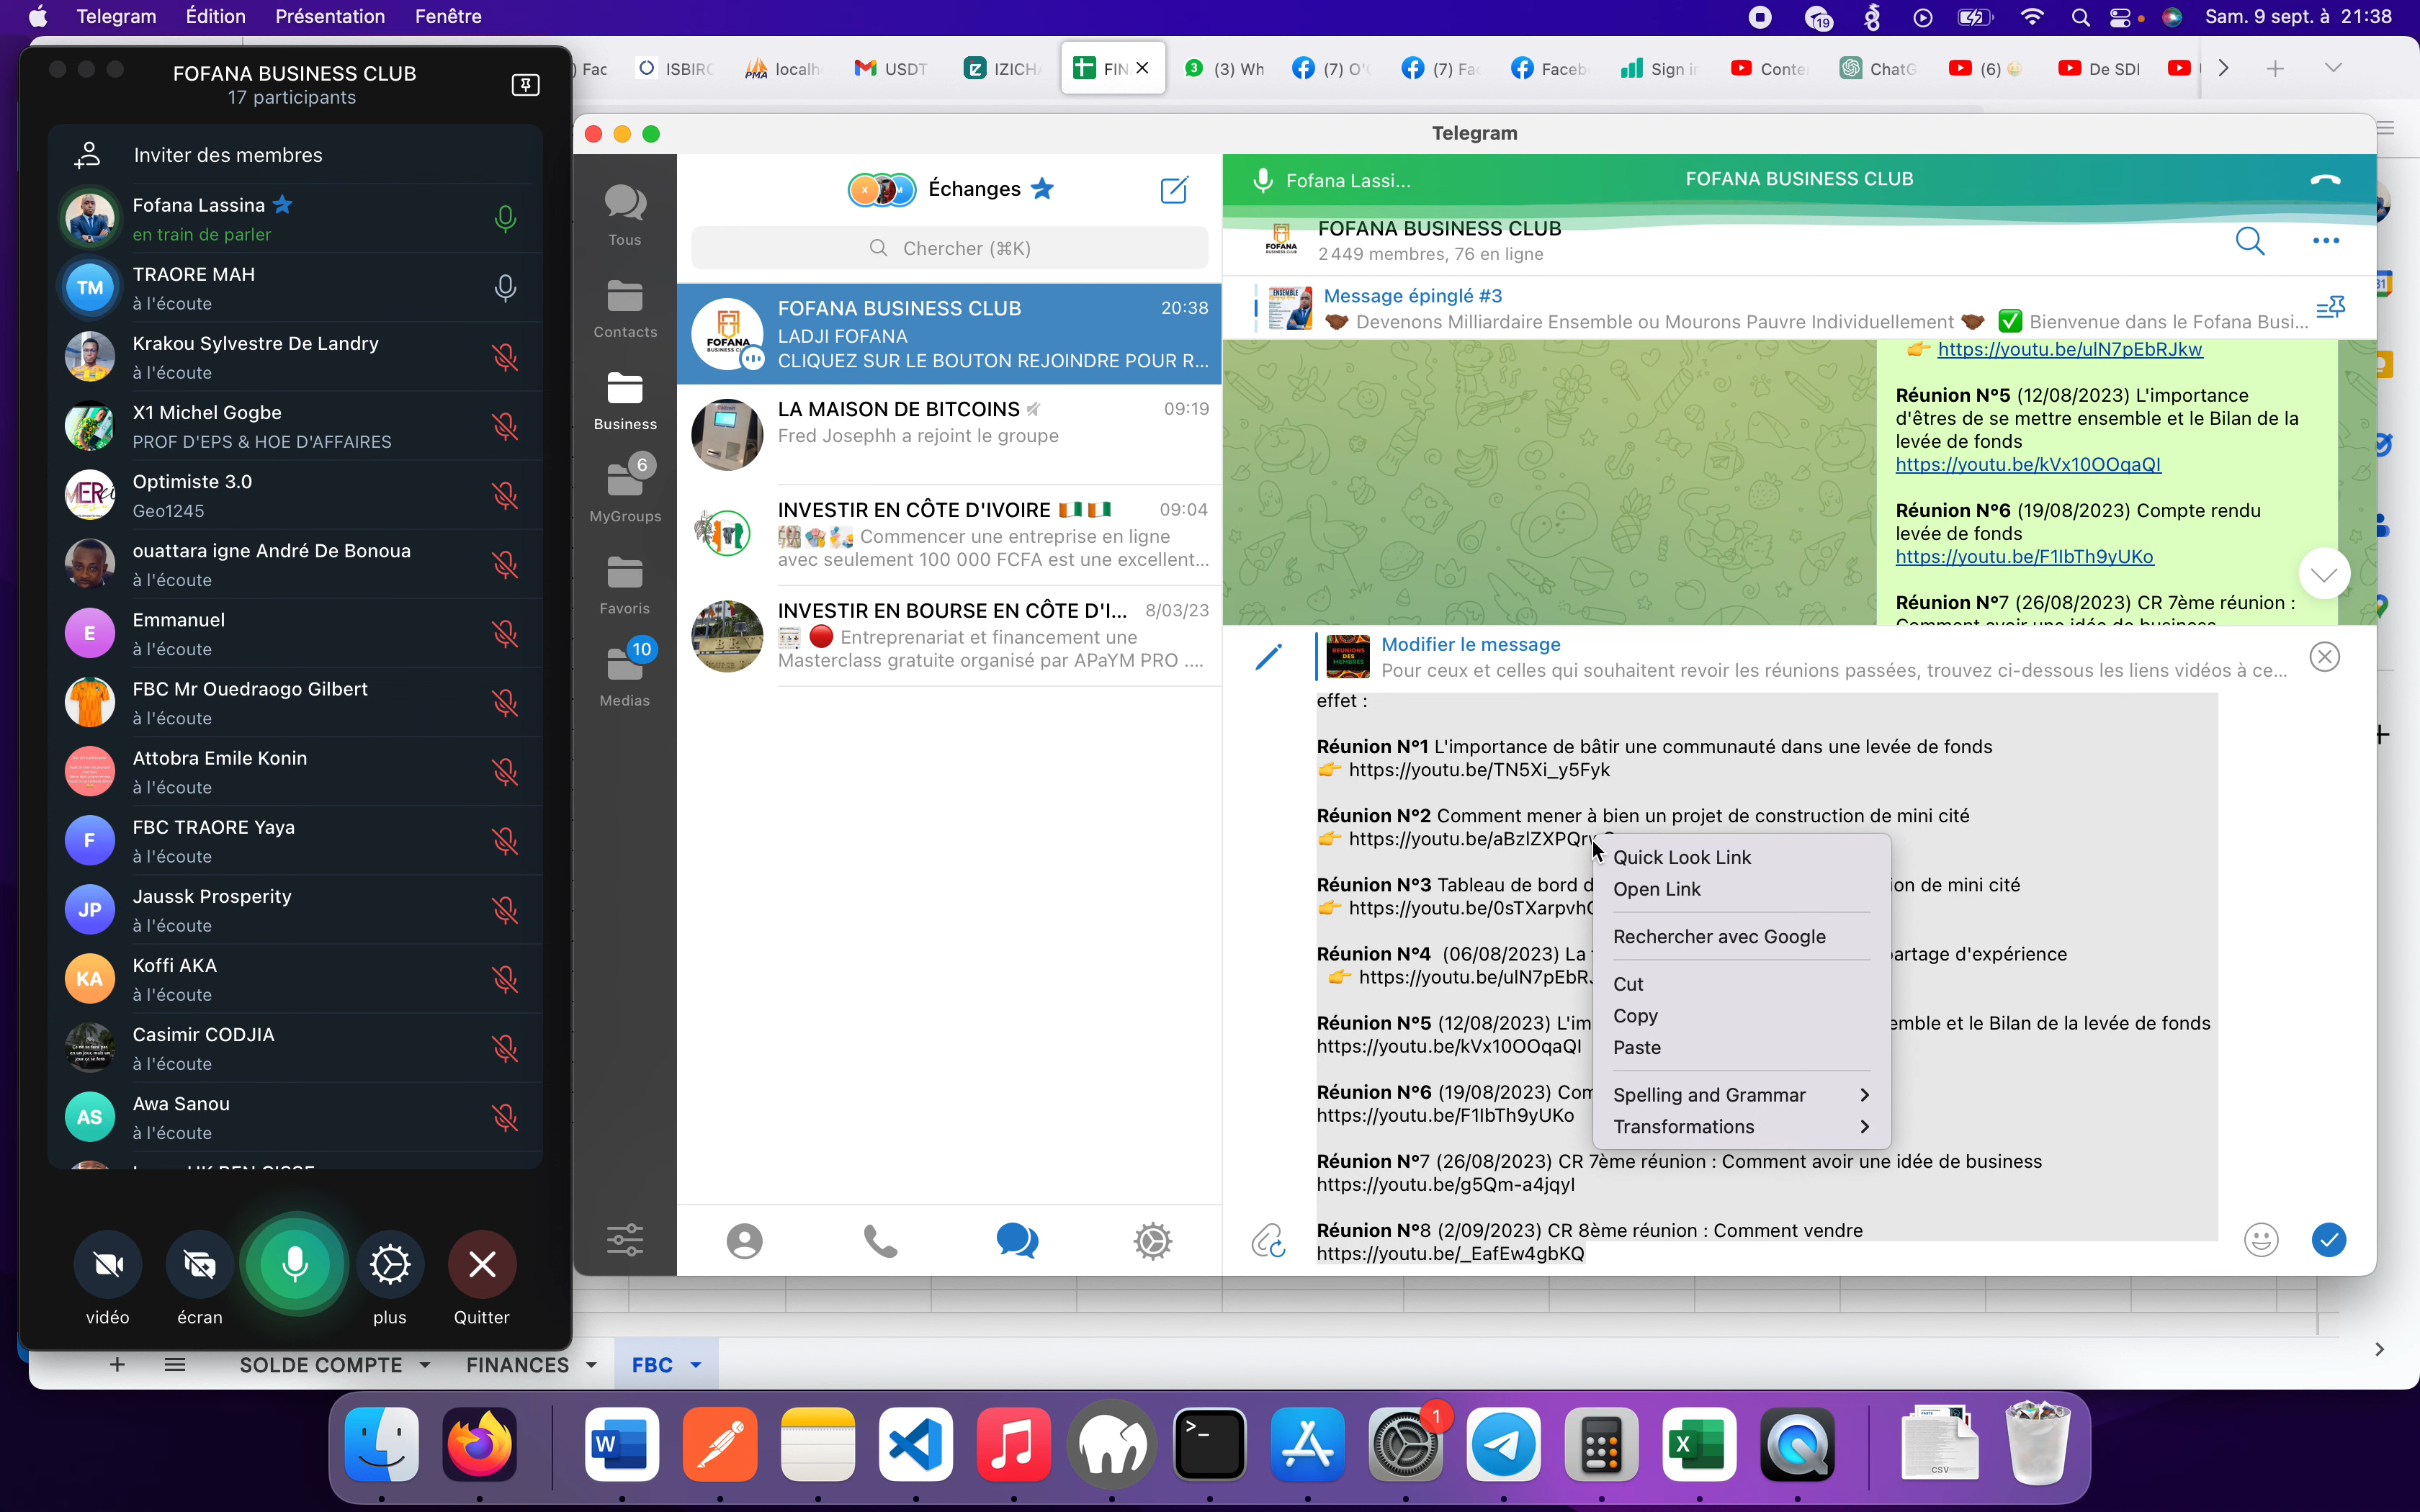 Telegram Édition Présentation Fenêtre
19
Sam. 9 sept. à 21:38
Fac
ISBIRC
localh
USDT
IZICH
FIN
(3) Wh
(7) O'
(7) Fa
Faceb
Sign i
Conte
ChatG
(6)
De SDI
FOFANA BUSINESS CLUB
17 participants
Inviter des membres
Fofana Lassina
en train de parler
TM
TRAORE MAH
à l'écoute
Krakou Sylvestre De Landry
à l'écoute
X1 Michel Gogbe
PROF D'EPS & HOE D'AFFAIRES
Optimiste 3.0
Geo1245
ouattara igne André De Bonoua
à l'écoute
E
Emmanuel
à l'écoute
FBC Mr Ouedraogo Gilbert
à l'écoute
Attobra Emile Konin
à l'écoute
F
FBC TRAORE Yaya
à l'écoute
JP
Jaussk Prosperity
à l'écoute
KA
Koffi AKA
à l'écoute
Casimir CODJIA
à l'écoute
AS
Awa Sanou
à l'écoute
vidéo
écran
plus
Quitter
Telegram
Tous
Contacts
Business
6
MyGroups
Favoris
10
Medias
Échanges
Chercher (⌘K)
FOFANA BUSINESS CLUB 20:38
LADJI FOFANA
CLIQUEZ SUR LE BOUTON REJOINDRE POUR R...
LA MAISON DE BITCOINS 09:19
Fred Josephh a rejoint le groupe
INVESTIR EN CÔTE D'IVOIRE 🇨🇮 🇨🇮 09:04
Commencer une entreprise en ligne
avec seulement 100 000 FCFA est une excellent...
INVESTIR EN BOURSE EN CÔTE D'I... 8/03/23
🔴 Entreprenariat et financement une
Masterclass gratuite organisé par APaYM PRO ....
Fofana Lassi...
FOFANA BUSINESS CLUB
FOFANA BUSINESS CLUB
2 449 membres, 76 en ligne
Message épinglé #3
🤝 Devenons Milliardaire Ensemble ou Mourons Pauvre Individuellement 🤝 ✅ Bienvenue dans le Fofana Busi...
👉 https://youtu.be/ulN7pEbRJkw
Réunion N°5 (12/08/2023) L'importance
d'êtres de se mettre ensemble et le Bilan de la
levée de fonds
https://youtu.be/kVx10OOqaQI
Réunion N°6 (19/08/2023) Compte rendu
levée de fonds
https://youtu.be/F1IbTh9yUKo
Réunion N°7 (26/08/2023) CR 7ème réunion :
Comment avoir une idée de business
Modifier le message
Pour ceux et celles qui souhaitent revoir les réunions passées, trouvez ci-dessous les liens vidéos à ce...
effet :
Réunion N°1 L'importance de bâtir une communauté dans une levée de fonds
👉 https://youtu.be/TN5Xi_y5Fyk
Réunion N°2 Comment mener à bien un projet de construction de mini cité
👉 https://youtu.be/aBzIZXPQr
Réunion N°3 Tableau de bord d
ion de mini cité
👉 https://youtu.be/0sTXarpvh
Réunion N°4 (06/08/2023) La
artage d'expérience
👉 https://youtu.be/ulN7pEbR
Réunion N°5 (12/08/2023) L'im
emble et le Bilan de la levée de fonds
https://youtu.be/kVx10OOqaQI
Réunion N°6 (19/08/2023) Com
https://youtu.be/F1IbTh9yUKo
Réunion N°7 (26/08/2023) CR 7ème réunion : Comment avoir une idée de business
https://youtu.be/g5Qm-a4jqyI
Réunion N°8 (2/09/2023) CR 8ème réunion : Comment vendre
https://youtu.be/_EafEw4gbKQ
Quick Look Link
Open Link
Rechercher avec Google
Cut
Copy
Paste
Spelling and Grammar
Transformations
SOLDE COMPTE
FINANCES
FBC
1
CSV